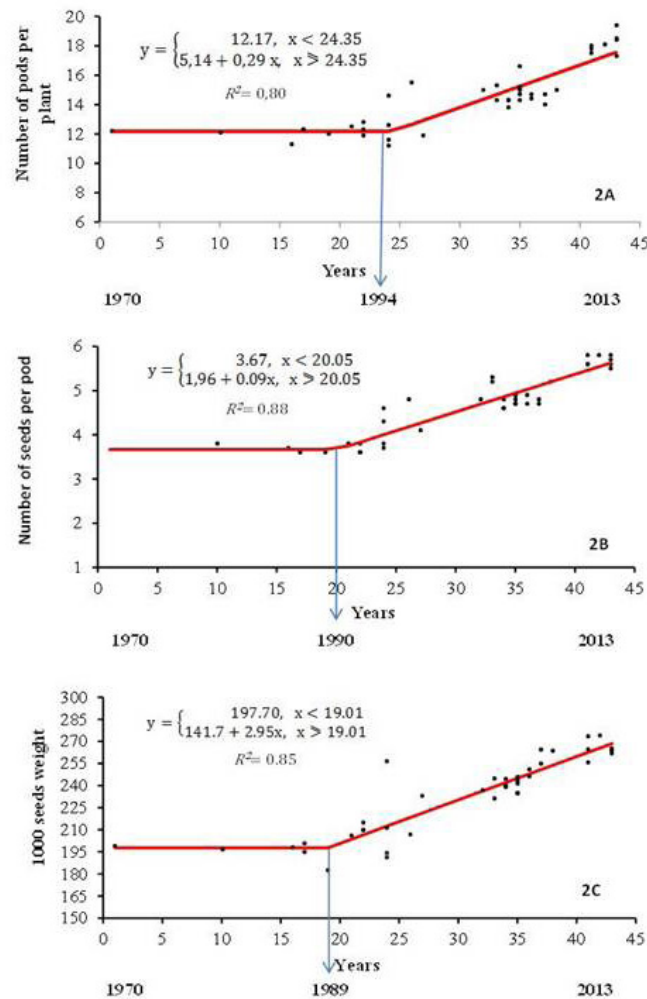 20
18
16
14
12
10
8
6
Number of pods per
plant
y = { 12.17, x < 24.35
5,14 + 0,29 x, x ⩾ 24.35
R²= 0,80
2A
0 5 10 15 20 25 30 35 40 45
Years
1970 1994 2013
6
5
4
3
2
1
Number of seeds per pod
y = { 3.67, x < 20.05
1,96 + 0.09x, x ⩾ 20.05
R²= 0.88
2B
0 5 10 15 20 25 30 35 40 45
Years
1970 1990 2013
300
285
270
255
240
225
210
195
180
165
150
1000 seeds weight
y = { 197.70, x < 19.01
141.7 + 2.95x, x ⩾ 19.01
R²= 0.85
2C
0 5 10 15 20 25 30 35 40 45
Years
1970 1989 2013